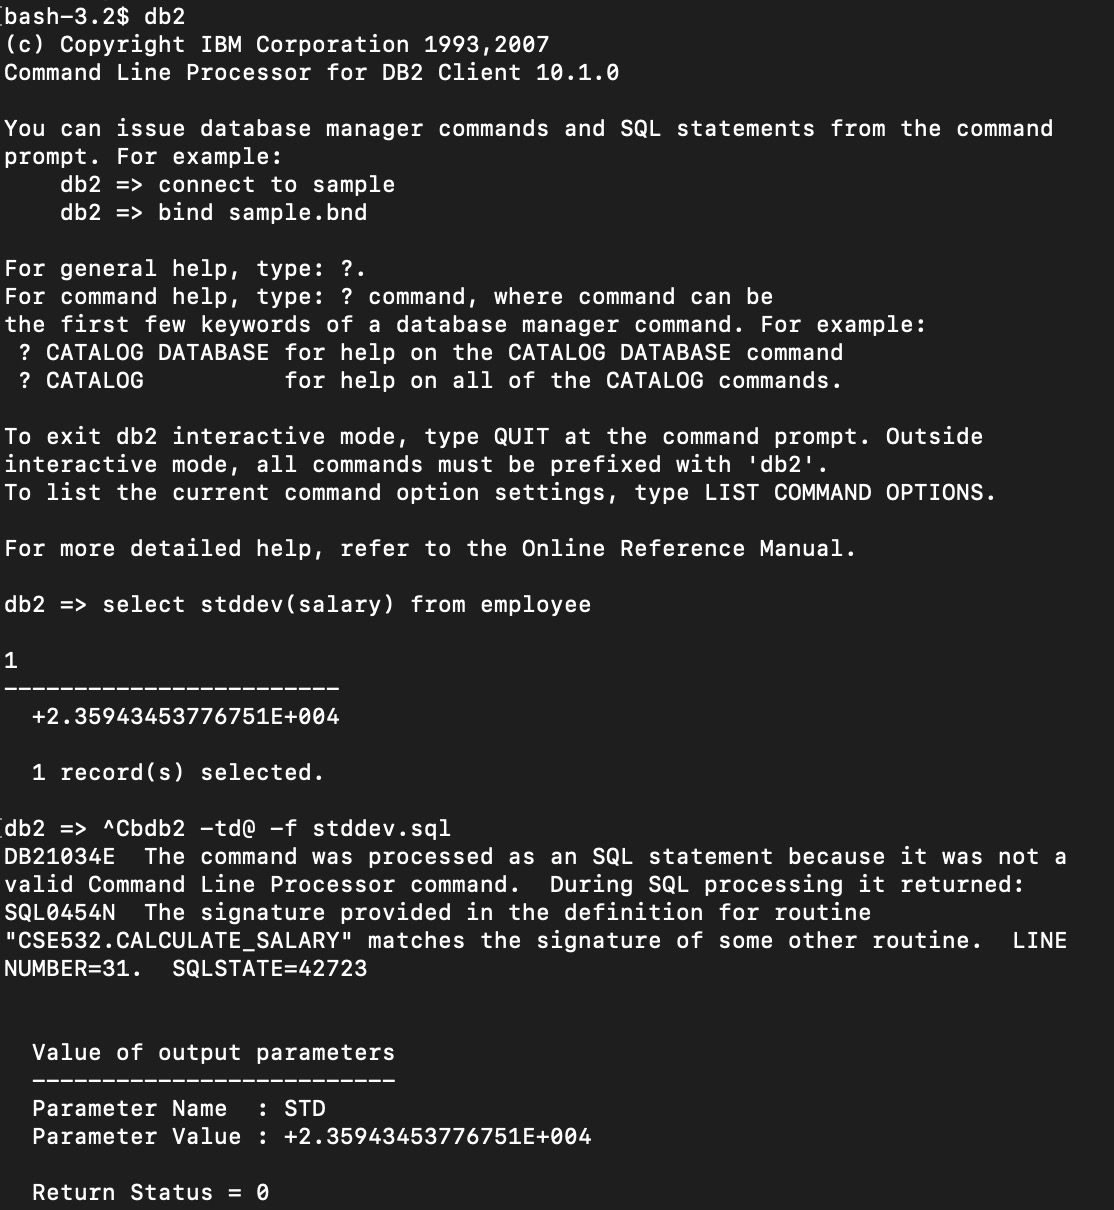 [bash-3.2$ db2
(c) Copyright IBM Corporation 1993,2007
Command Line Processor for DB2 Client 10.1.0
You can issue database manager commands and SQL statements from the command
prompt. For example:
    db2 => connect to sample
    db2 => bind sample.bnd
For general help, type: ?.
For command help, type: ? command, where command can be
the first few keywords of a database manager command. For example:
 ? CATALOG DATABASE for help on the CATALOG DATABASE command
 ? CATALOG          for help on all of the CATALOG commands.
To exit db2 interactive mode, type QUIT at the command prompt. Outside
interactive mode, all commands must be prefixed with 'db2'.
To list the current command option settings, type LIST COMMAND OPTIONS.
For more detailed help, refer to the Online Reference Manual.
db2 => select stddev(salary) from employee
1
------------------------
  +2.35943453776751E+004
  1 record(s) selected.
[db2 => ^Cbdb2 -td@ -f stddev.sql
DB21034E  The command was processed as an SQL statement because it was not a
valid Command Line Processor command.  During SQL processing it returned:
SQL0454N  The signature provided in the definition for routine
"CSE532.CALCULATE_SALARY" matches the signature of some other routine.  LINE
NUMBER=31.  SQLSTATE=42723
  Value of output parameters
  --------------------------
  Parameter Name  : STD
  Parameter Value : +2.35943453776751E+004
  Return Status = 0